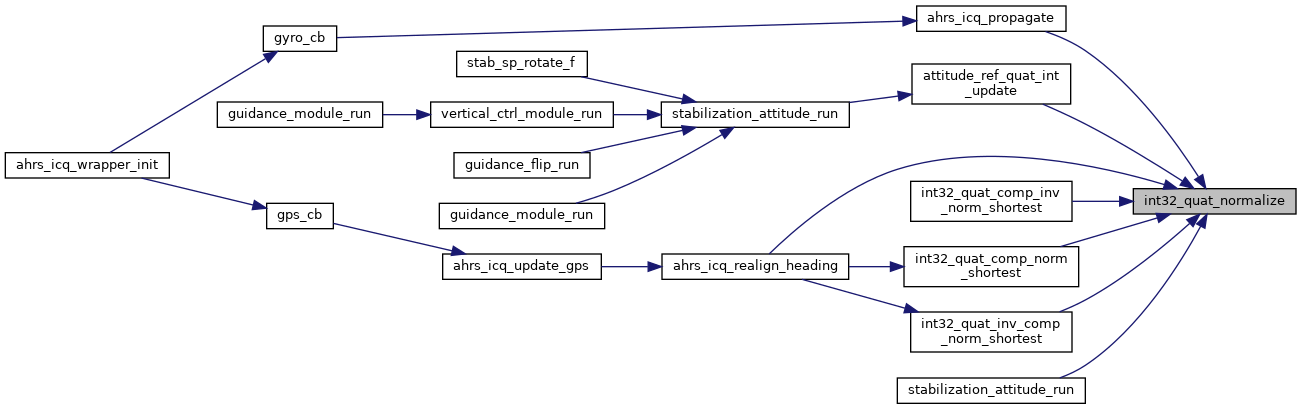 ahrs_icq_propagate
gyro_cb
stab_sp_rotate_f
attitude_ref_quat_int
_update
guidance_module_run
vertical_ctrl_module_run
stabilization_attitude_run
ahrs_icq_wrapper_init
guidance_flip_run
int32_quat_comp_inv
_norm_shortest
int32_quat_normalize
gps_cb
guidance_module_run
ahrs_icq_update_gps
ahrs_icq_realign_heading
int32_quat_comp_norm
_shortest
int32_quat_inv_comp
_norm_shortest
stabilization_attitude_run